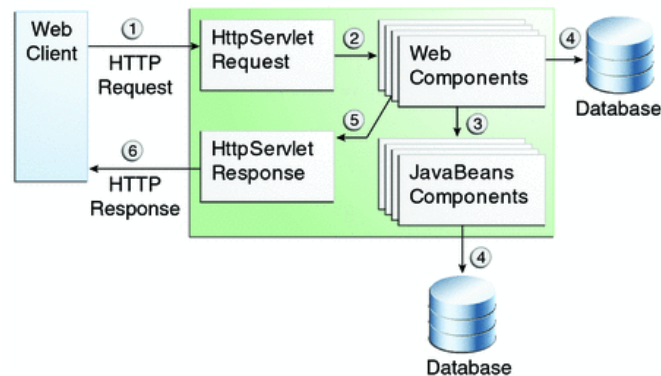 Web
Client
1
HTTP
Request
HttpServlet
Request
2
Web
Components
4
Database
3
5
HttpServlet
Response
6
HTTP
Response
JavaBeans
Components
4
Database